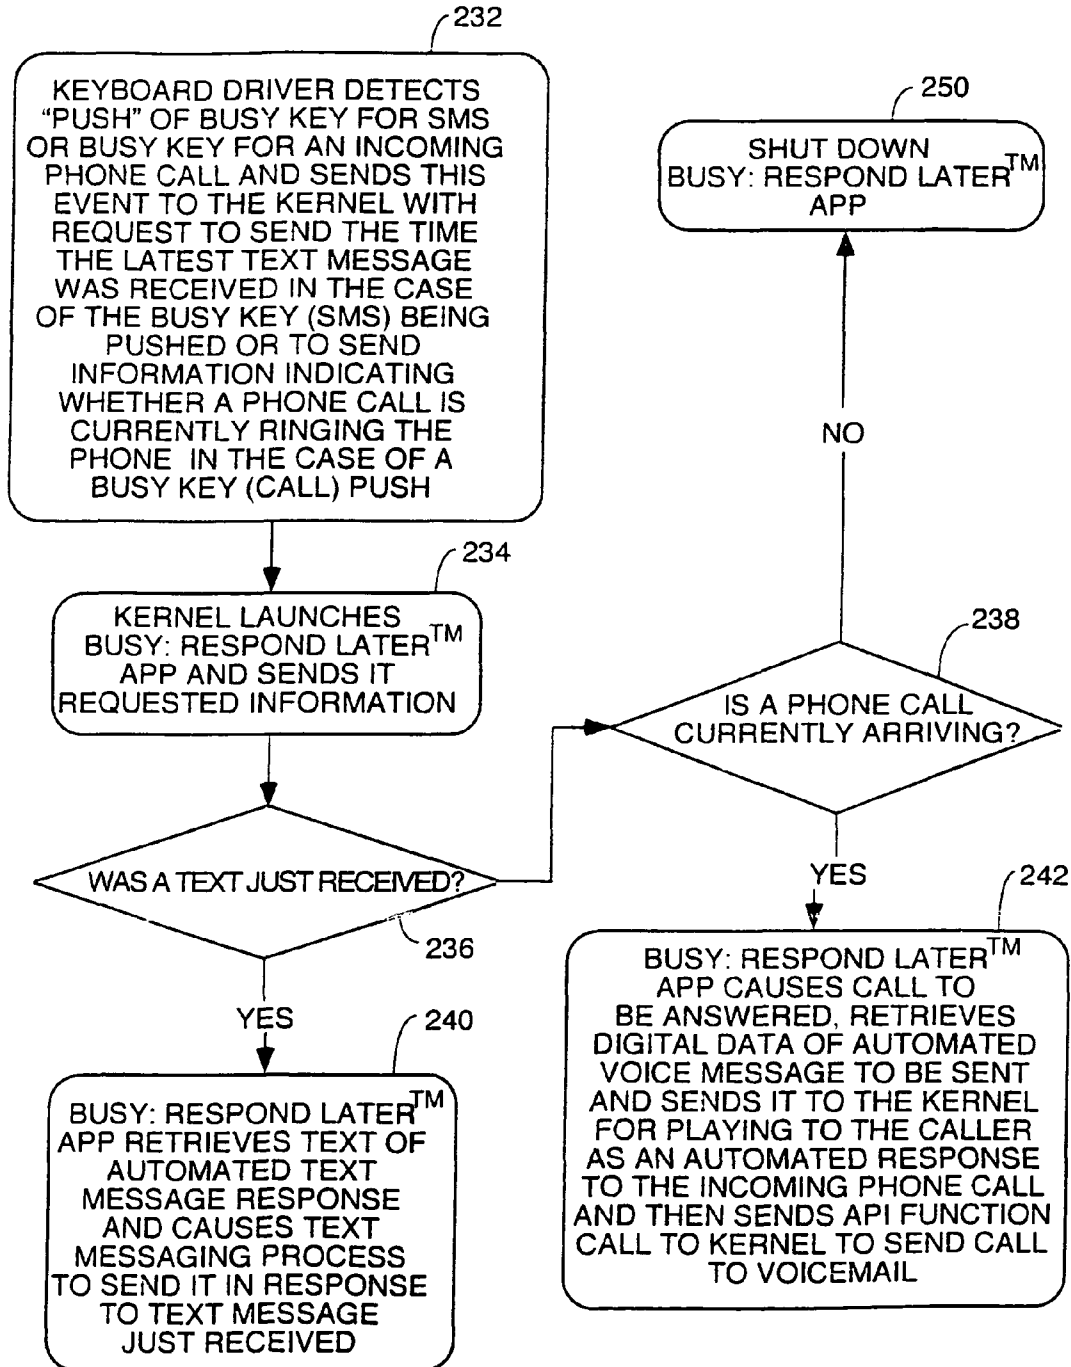 232
KEYBOARD DRIVER DETECTS
“PUSH” OF BUSY KEY FOR SMS
OR BUSY KEY FOR AN INCOMING
PHONE CALL AND SENDS THIS
EVENT TO THE KERNEL WITH
REQUEST TO SEND THE TIME
THE LATEST TEXT MESSAGE
WAS RECEIVED IN THE CASE
OF THE BUSY KEY (SMS) BEING
PUSHED OR TO SEND
INFORMATION INDICATING
WHETHER A PHONE CALL IS
CURRENTLY RINGING THE
PHONE IN THE CASE OF A
BUSY KEY (CALL) PUSH
234
KERNEL LAUNCHES
BUSY: RESPOND LATER™
APP AND SENDS IT
REQUESTED INFORMATION
WAS A TEXT JUST RECEIVED?
236
YES
240
BUSY: RESPOND LATER™
APP RETRIEVES TEXT OF
AUTOMATED TEXT
MESSAGE RESPONSE
AND CAUSES TEXT
MESSAGING PROCESS
TO SEND IT IN RESPONSE
TO TEXT MESSAGE
JUST RECEIVED
250
SHUT DOWN
BUSY: RESPOND LATER™
APP
NO
238
IS A PHONE CALL
CURRENTLY ARRIVING?
YES
242
BUSY: RESPOND LATER™
APP CAUSES CALL TO
BE ANSWERED, RETRIEVES
DIGITAL DATA OF AUTOMATED
VOICE MESSAGE TO BE SENT
AND SENDS IT TO THE KERNEL
FOR PLAYING TO THE CALLER
AS AN AUTOMATED RESPONSE
TO THE INCOMING PHONE CALL
AND THEN SENDS API FUNCTION
CALL TO KERNEL TO SEND CALL
TO VOICEMAIL